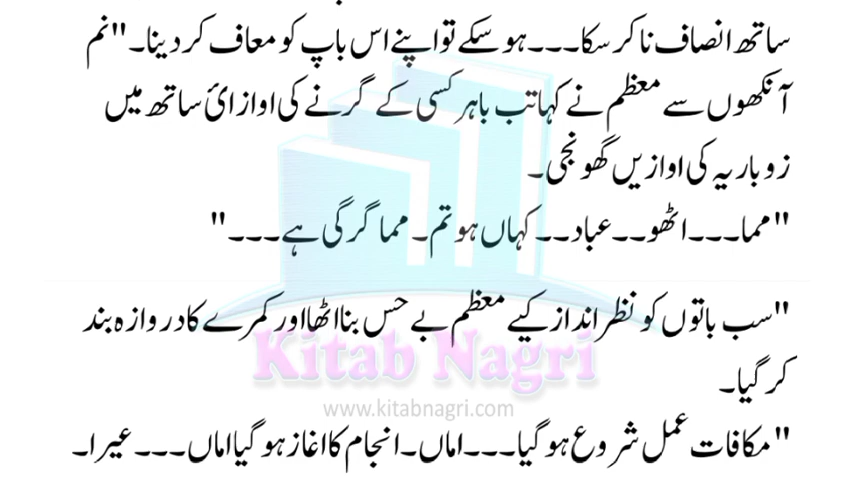 ساتھ انصاف نا کر سکا۔۔۔ ہو سکے تو اپنے اس باپ کو معاف کر دینا۔" نم
آنکھوں سے معظم نے کہا تب باہر کسی کے گرنے کی اواز ائ ساتھ میں
زوباریہ کی اوازیں گھونجی۔
"مما۔۔۔ اٹھو۔۔ عباد۔۔ کہاں ہو تم۔ مما گر گی ہے۔۔۔"
"سب باتوں کو نظر انداز کیے معظم بے حس بنا اٹھا اور کمرے کا دروازہ بند
کر گیا۔
Kitab Nagri
www.kitabnagri.com
"مکافات عمل شروع ہو گیا۔۔۔ اماں۔ انجام کا اغاز ہو گیا اماں۔۔۔ عیرا۔